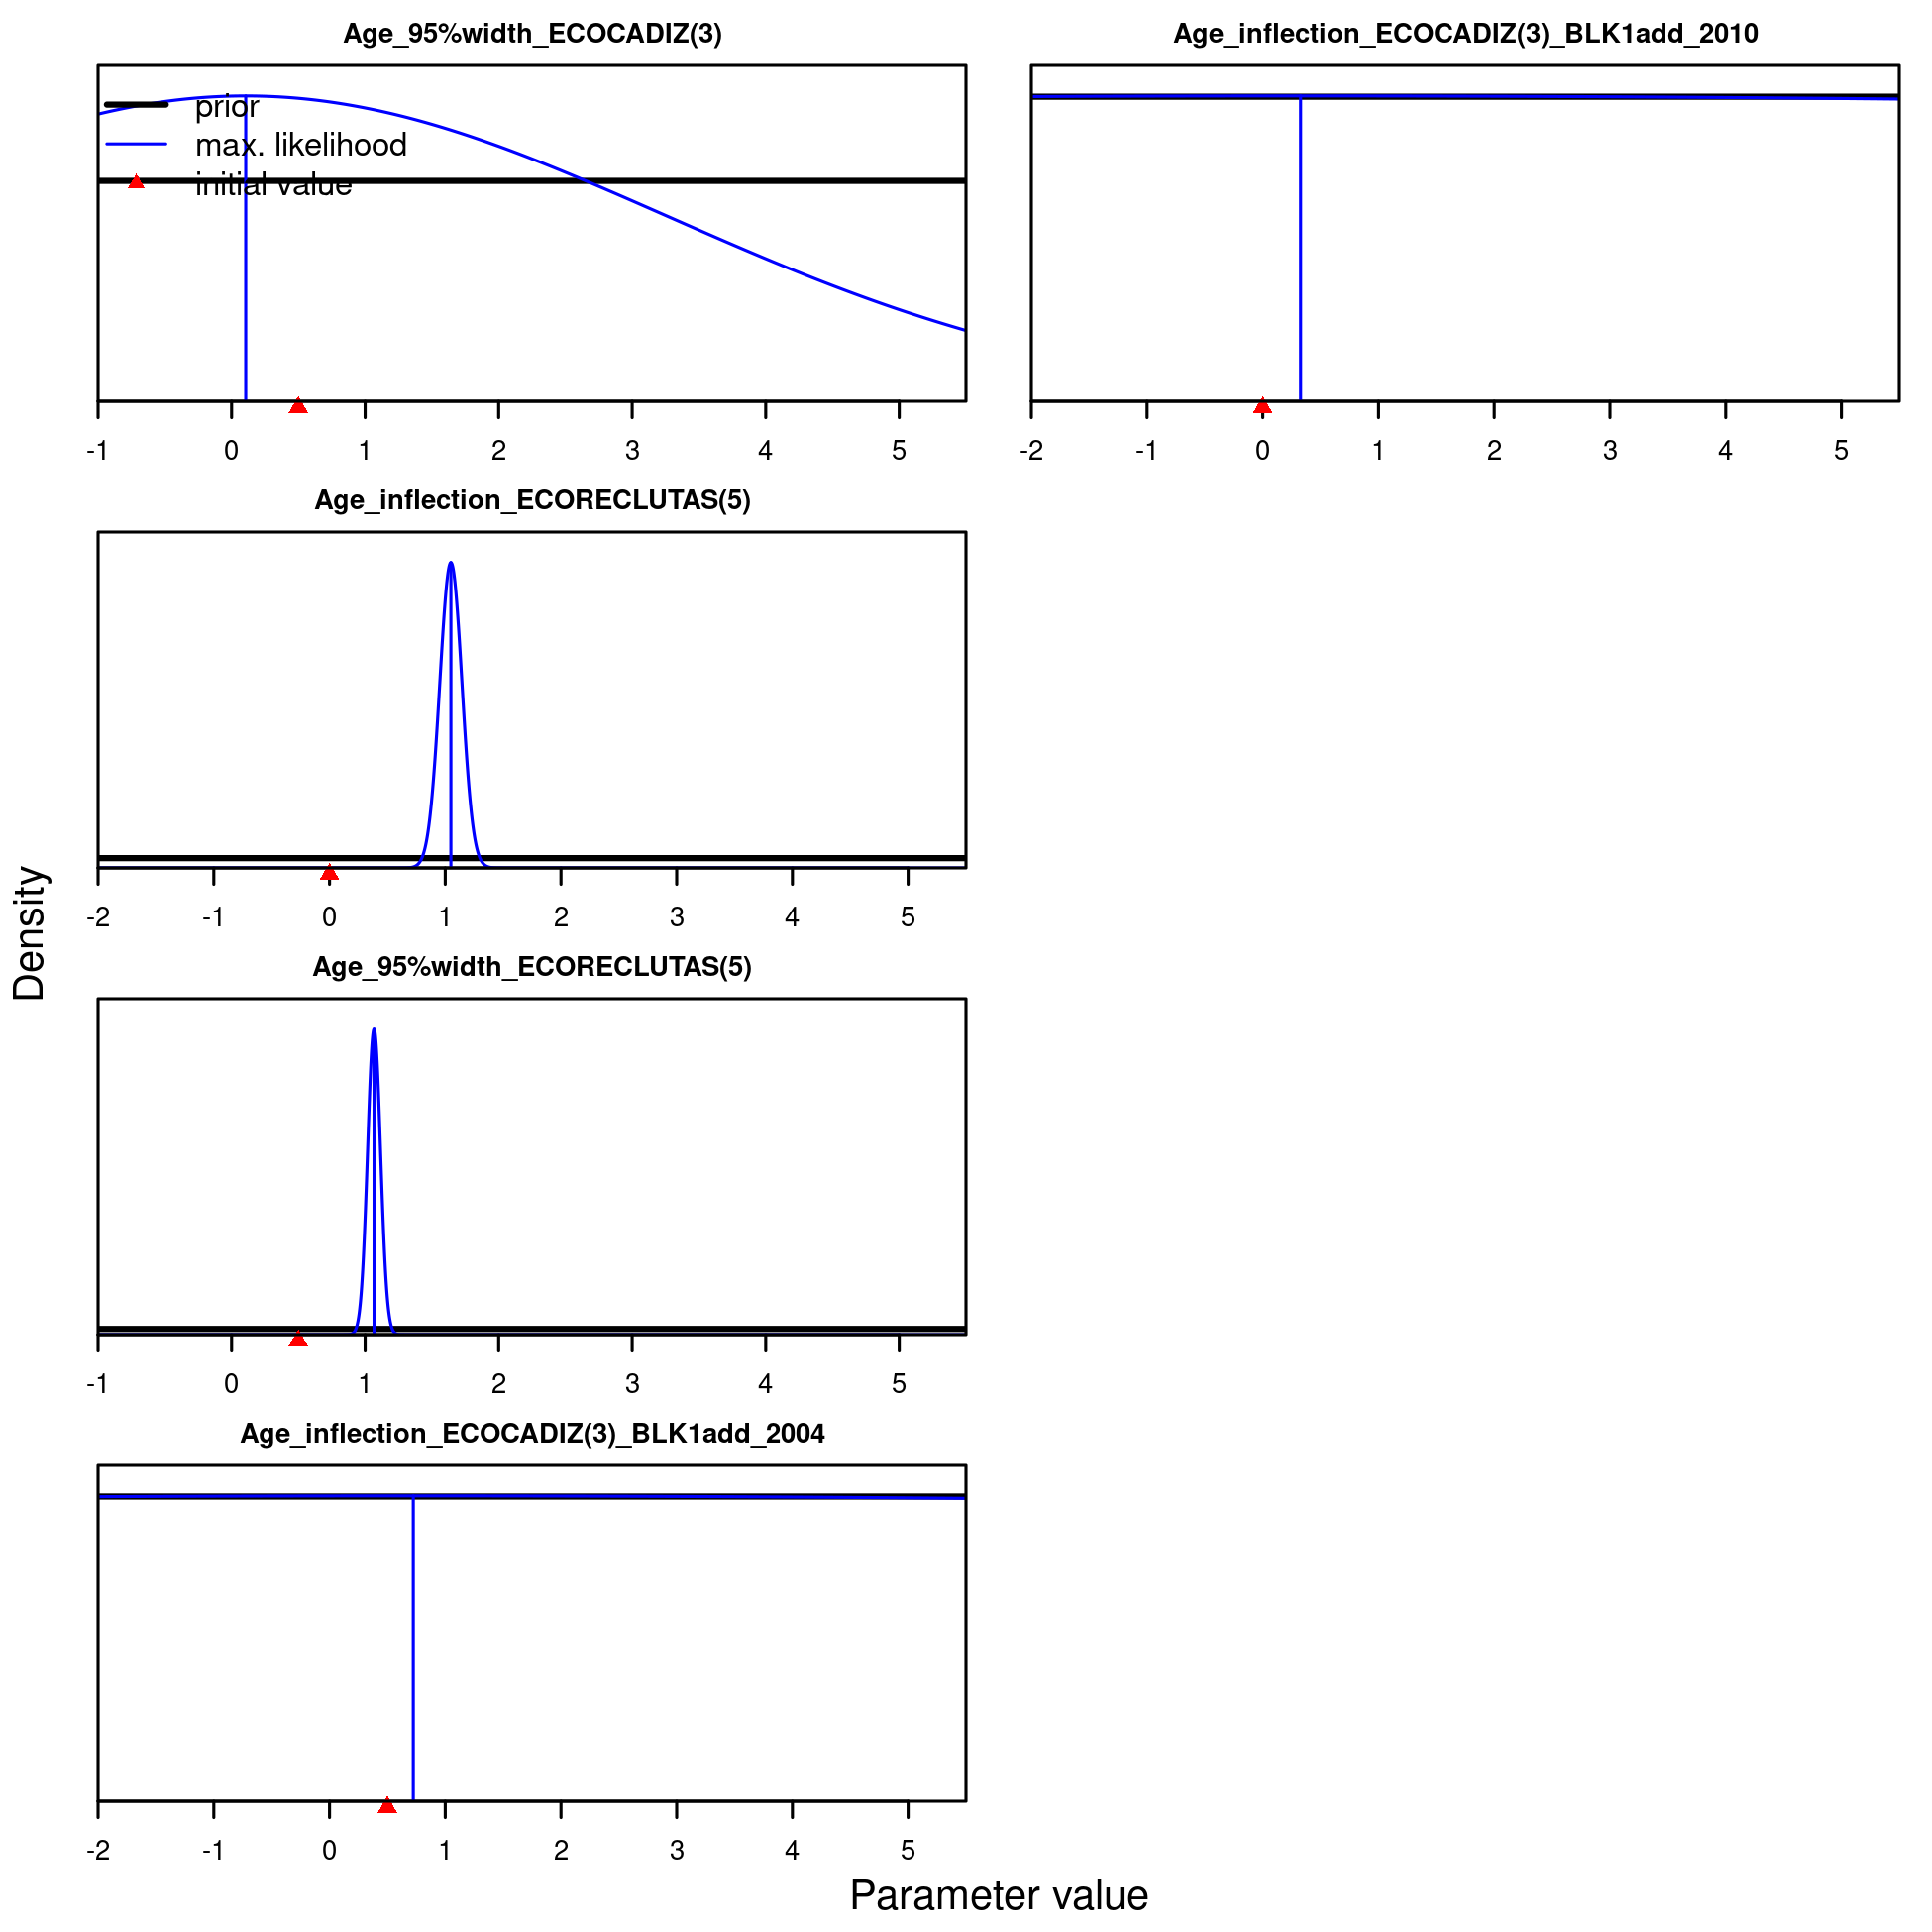 Age_95%width_ECOCADIZ(3)
prior
max. likelihood
initial value
-1 0 1 2 3 4 5
Age_inflection_ECORECLUTAS(5)
-2 -1 0 1 2 3 4 5
Age_95%width_ECORECLUTAS(5)
-1 0 1 2 3 4 5
Age_inflection_ECOCADIZ(3)_BLK1add_2004
-2 -1 0 1 2 3 4 5
Age_inflection_ECOCADIZ(3)_BLK1add_2010
-2 -1 0 1 2 3 4 5
Density
Parameter value